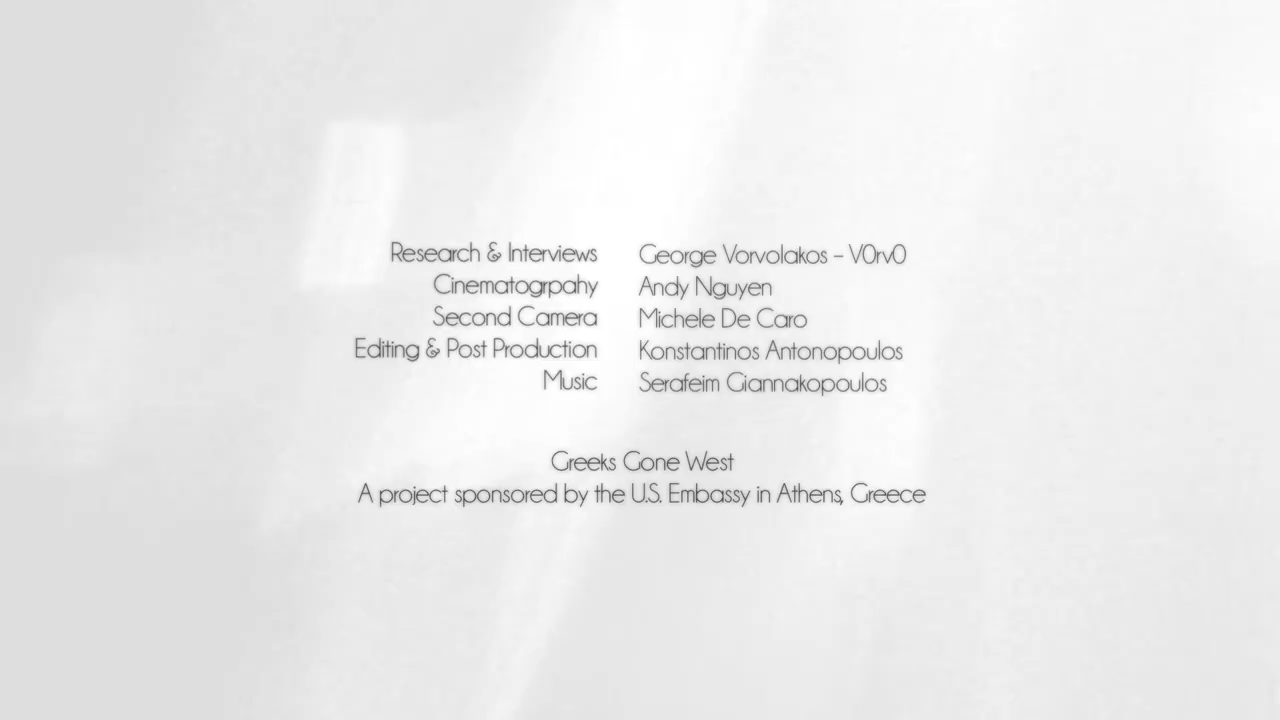 Research & Interviews George Vorvolakos – V0rv0
Cinematogrpahy Andy Nguyen
Second Camera Michele De Caro
Editing & Post Production Konstantinos Antonopoulos
Music Serafeim Giannakopoulos
Greeks Gone West
A project sponsored by the U.S. Embassy in Athens, Greece